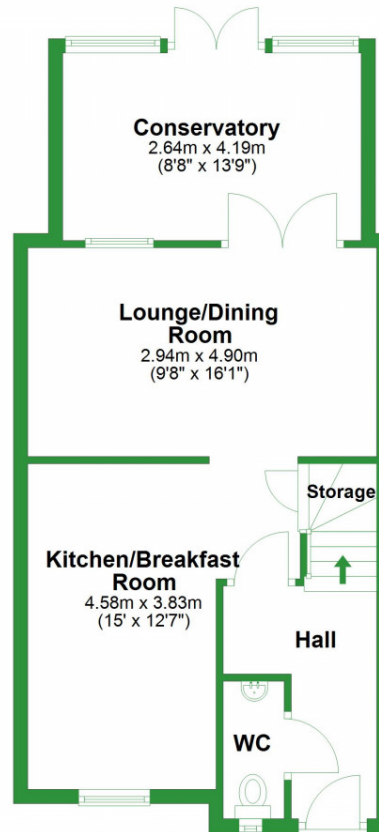 Conservatory
2.64m x 4.19m
(8'8" x 13'9")
Lounge/Dining
Room
2.94m x 4.90m
(9'8" x 16'1")
Storage
Kitchen/Breakfast
Room
4.58m x 3.83m
(15' x 12'7")
Hall
WC